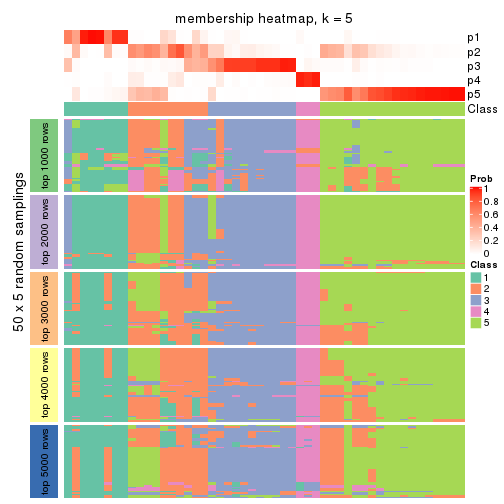 membership heatmap, k = 5
p1
p2
p3
p4
p5
Class
50 x 5 random samplings
top 1000 rows
top 2000 rows
top 3000 rows
top 4000 rows
top 5000 rows
Prob
1
0.8
0.6
0.4
0.2
0
Class
1
2
3
4
5